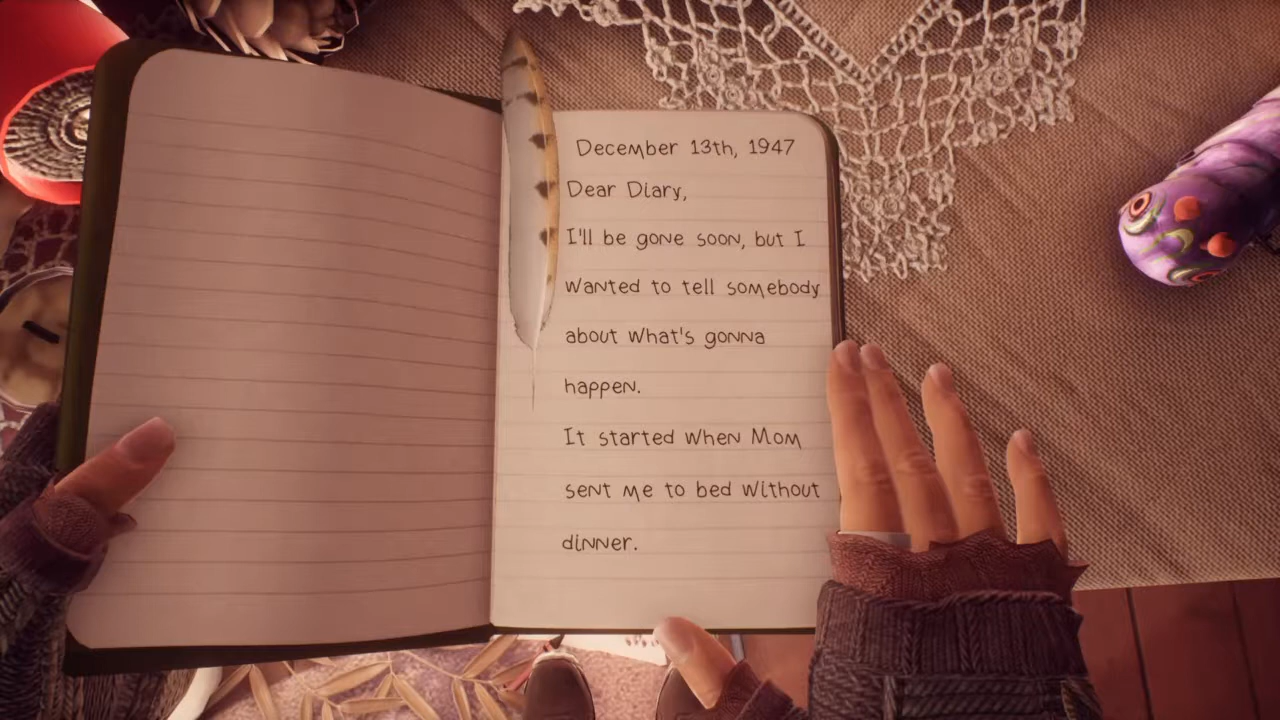 December 13th, 1947
Dear Diary,
I'll be gone soon, but I
wanted to tell somebody
about what's gonna
happen.
It started when Mom
sent me to bed without
dinner.